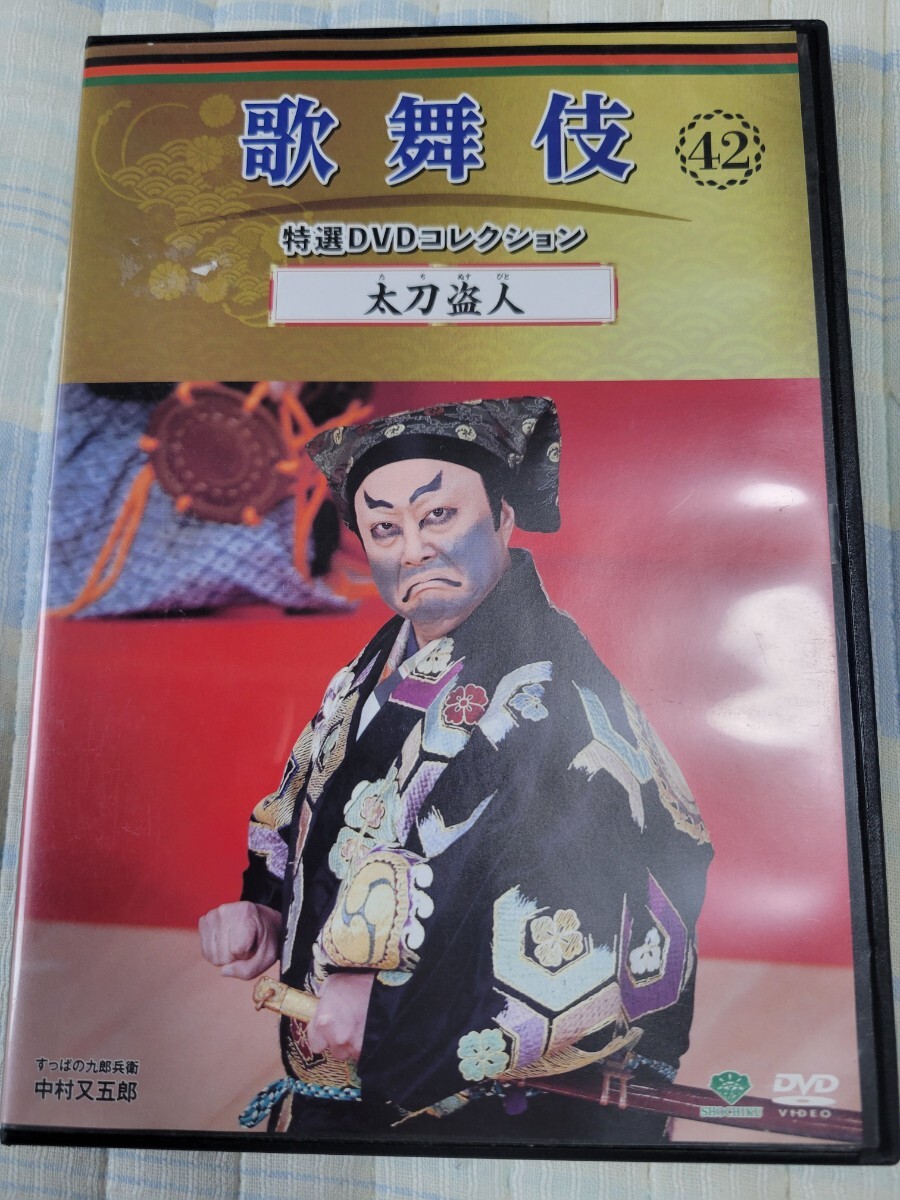 歌舞伎
42
特選DVDコレクション
たちぬすびと
太刀盗人
すっぱの九郎兵衛
中村又五郎
SHOCHIKU
DVD
VIDEO